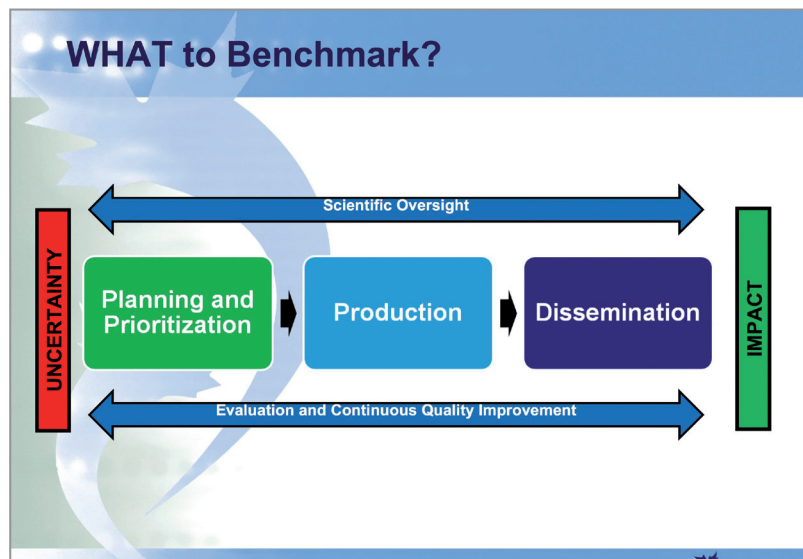 WHAT to Benchmark?
Scientific Oversight
UNCERTAINTY
Planning and
Prioritization
Production
Dissemination
IMPACT
Evaluation and Continuous Quality Improvement